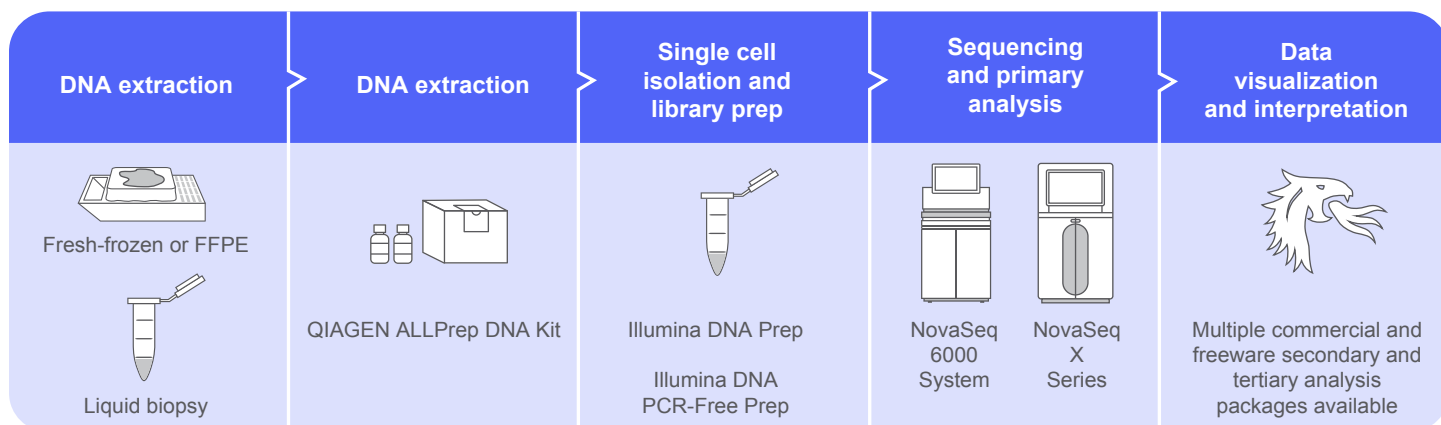 DNA extraction
DNA extraction
Single cell
isolation and
library prep
Sequencing
and primary
analysis
Data
visualization
and interpretation
Fresh-frozen or FFPE
Liquid biopsy
QIAGEN ALLPrep DNA Kit
Illumina DNA Prep
Illumina DNA
PCR-Free Prep
NovaSeq
6000
System
NovaSeq
X
Series
Multiple commercial and
freeware secondary and
tertiary analysis
packages available